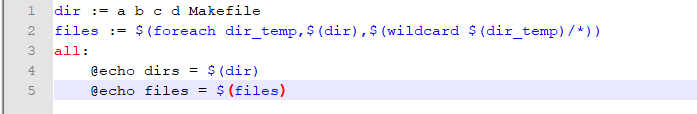 1 dir := a b c d Makefile
2 files := $(foreach dir_temp,$(dir),$(wildcard $(dir_temp)/*))
3 all:
4 @echo dirs = $(dir)
5 @echo files = $(files)